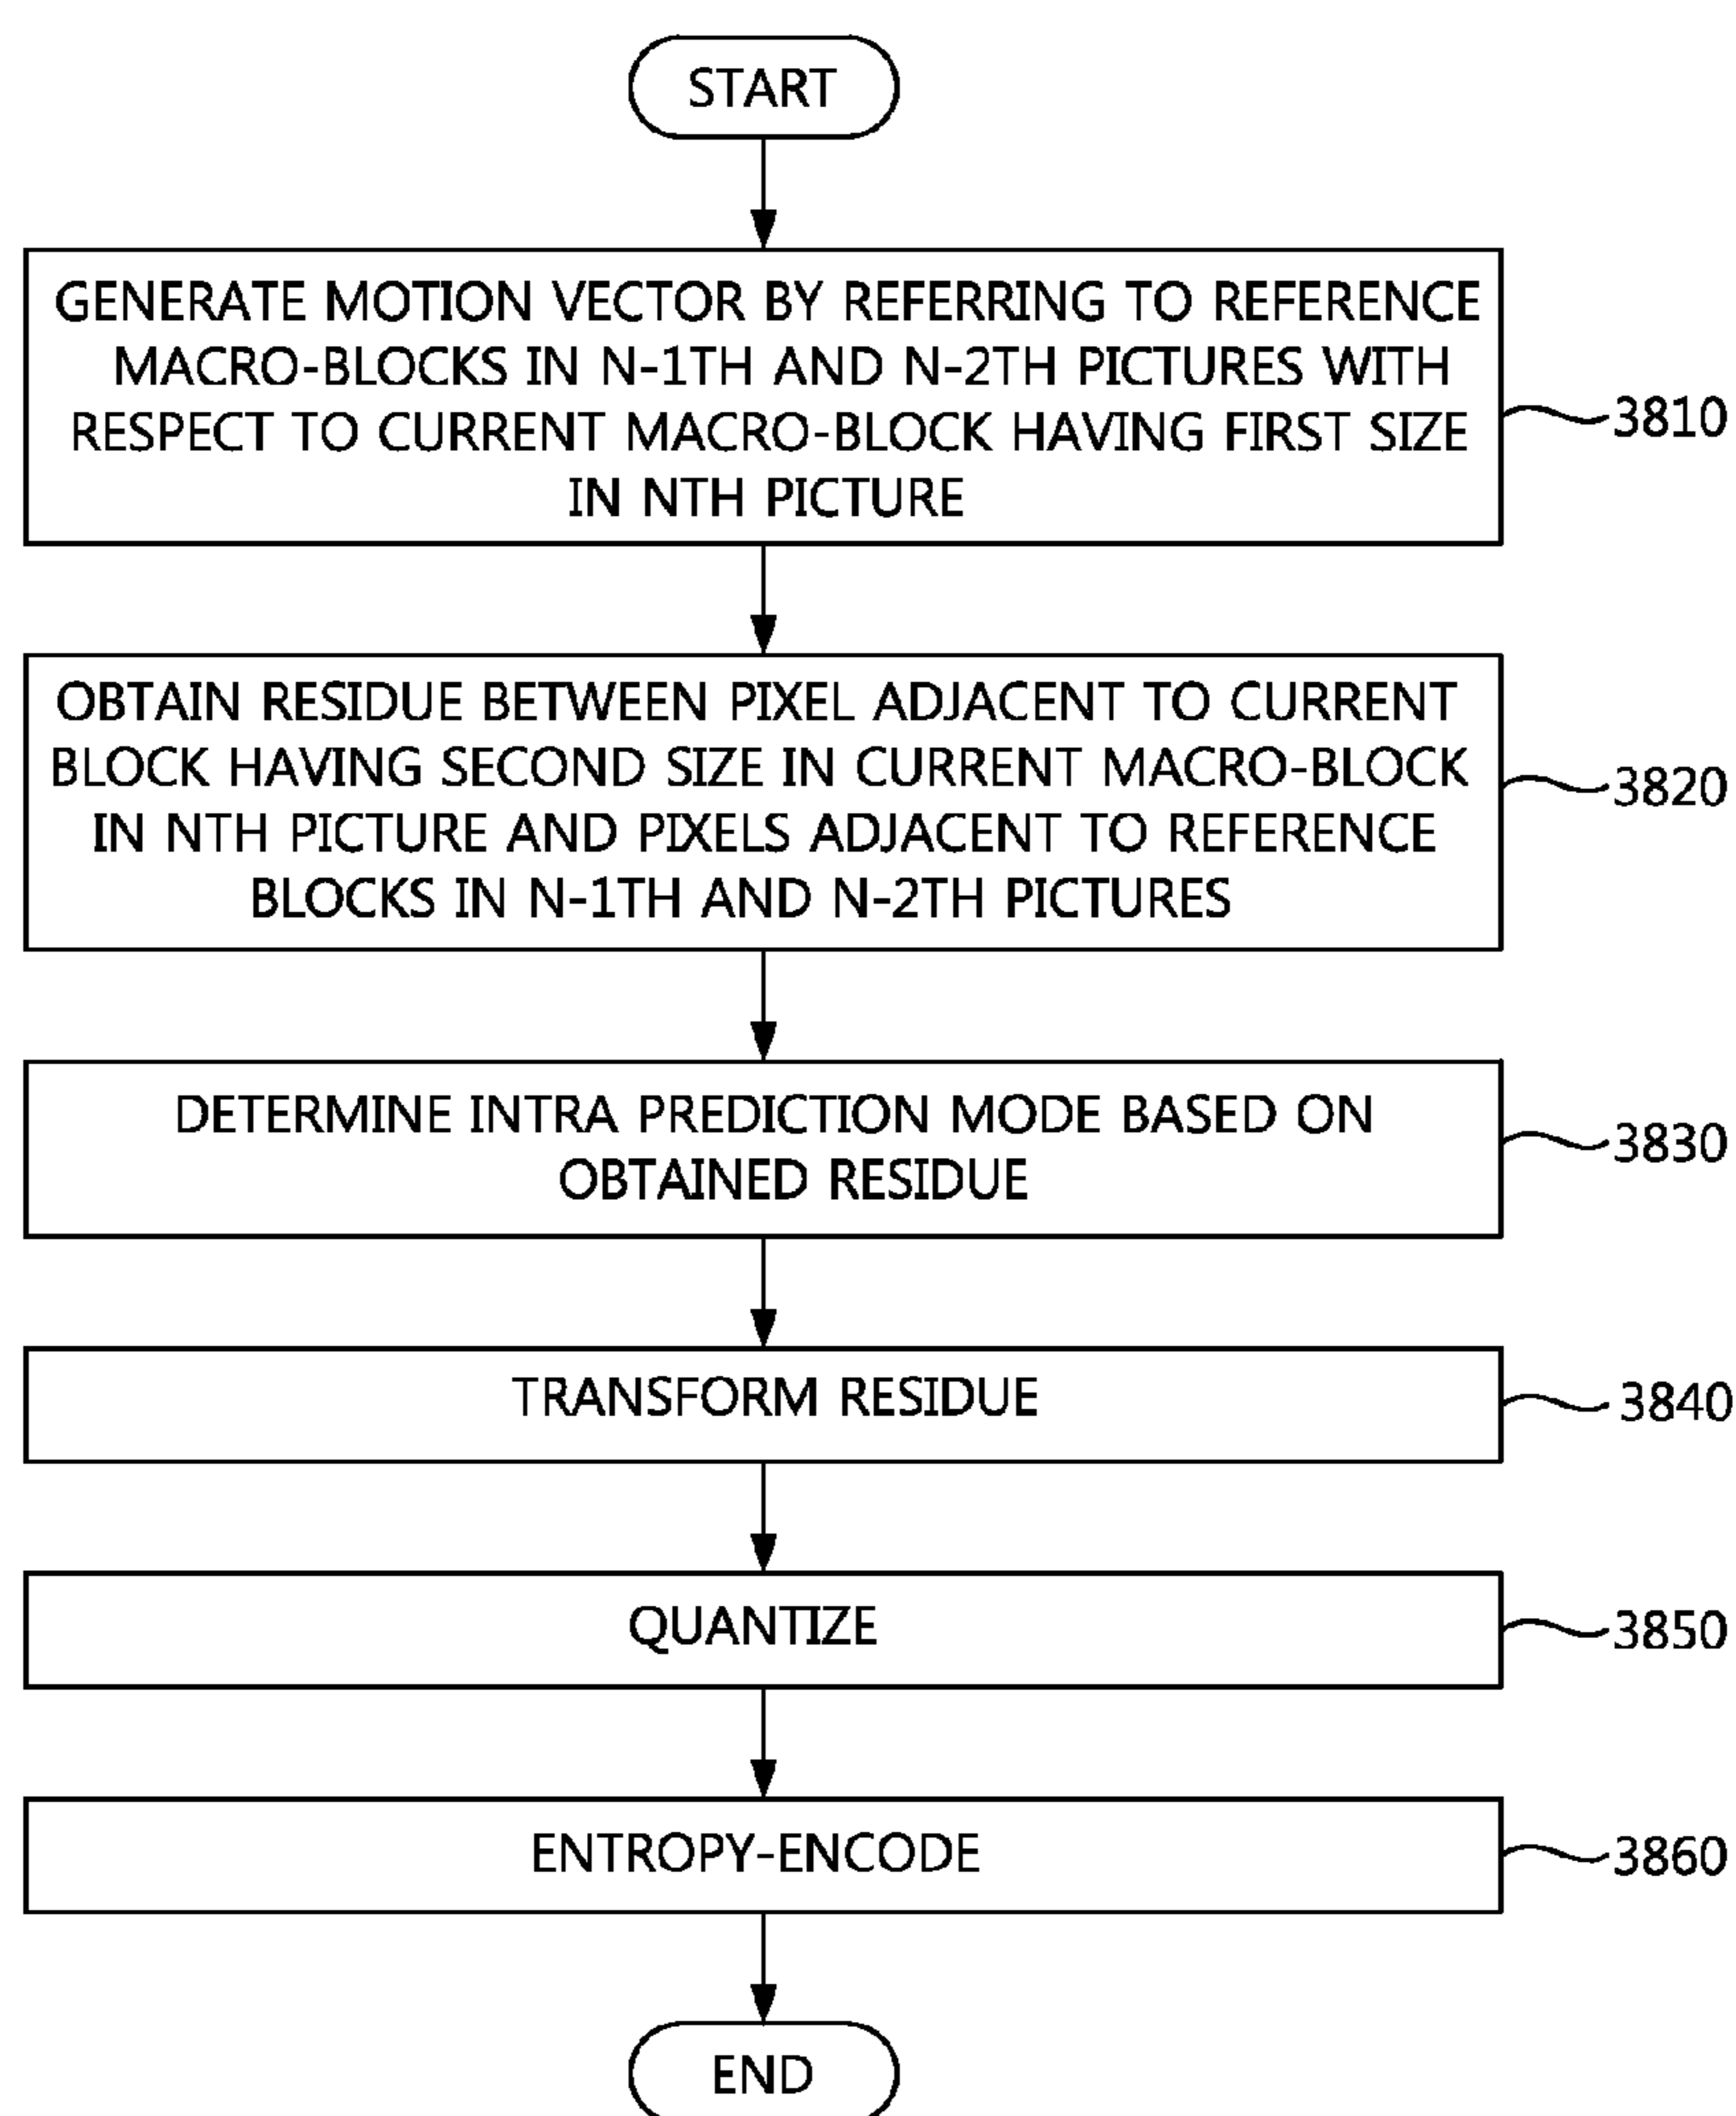 START
GENERATE MOTION VECTOR BY REFERRING TO REFERENCE
MACRO-BLOCKS IN N-1TH AND N-2TH PICTURES WITH
RESPECT TO CURRENT MACRO-BLOCK HAVING FIRST SIZE
IN NTH PICTURE
3810
OBTAIN RESIDUE BETWEEN PIXEL ADJACENT TO CURRENT
BLOCK HAVING SECOND SIZE IN CURRENT MACRO-BLOCK
IN NTH PICTURE AND PIXELS ADJACENT TO REFERENCE
BLOCKS IN N-1TH AND N-2TH PICTURES
3820
DETERMINE INTRA PREDICTION MODE BASED ON
OBTAINED RESIDUE
3830
TRANSFORM RESIDUE
3840
QUANTIZE
3850
ENTROPY-ENCODE
3860
END